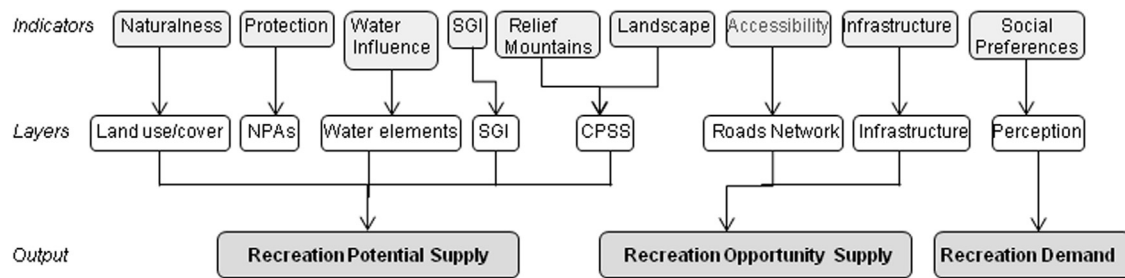 Indicators
Naturalness
Protection
Water
Influence
SGI
Relief
Mountains
Landscape
Accessibility
Infrastructure
Social
Preferences
Layers
Land use/cover
NPAs
Water elements
SGI
CPSS
Roads Network
Infrastructure
Perception
Output
Recreation Potential Supply
Recreation Opportunity Supply
Recreation Demand